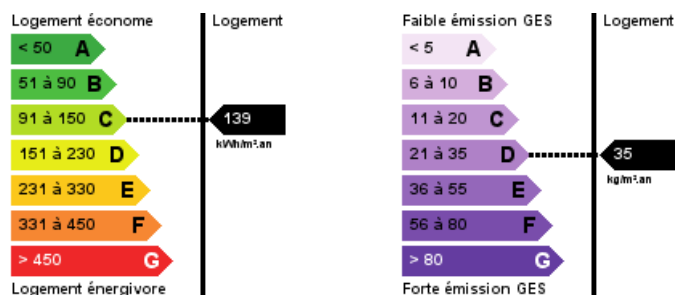 Logement économe
Logement
< 50 A
51 à 90 B
91 à 150 C
139
kWh/m².an
151 à 230 D
231 à 330 E
331 à 450 F
> 450 G
Logement énergivore
Faible émission GES
Logement
< 5 A
6 à 10 B
11 à 20 C
21 à 35 D
35
kg/m².an
36 à 55 E
56 à 80 F
> 80 G
Forte émission GES